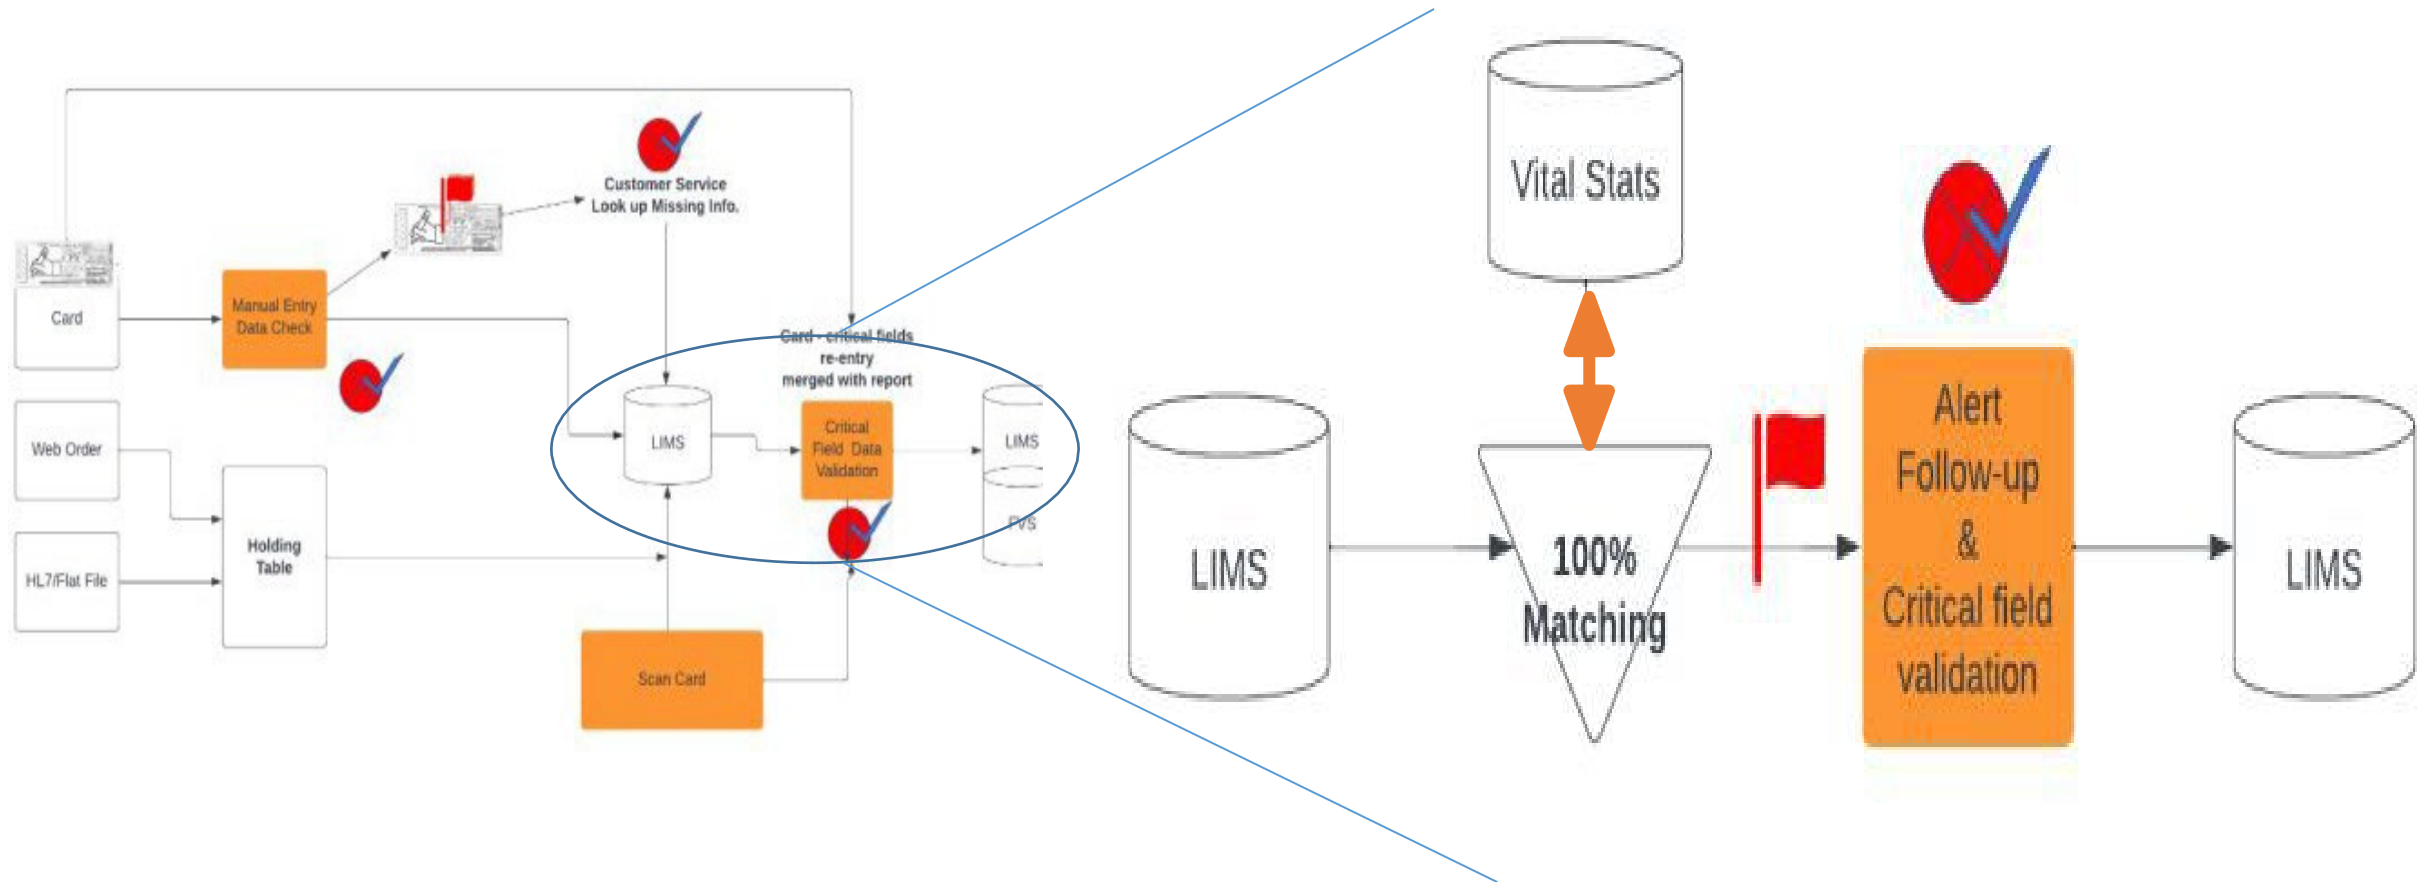 Customer Service
Look up Missing Info.
Card
Manual Entry
Data Check
Card - critical fields
re-entry
merged with report
Web Order
LIMS
Critical
Field Data
Validation
LIMS
HL7/Flat File
Holding
Table
Scan Card
Vital Stats
LIMS
100%
Matching
Alert
Follow-up
&
Critical field
validation
LIMS